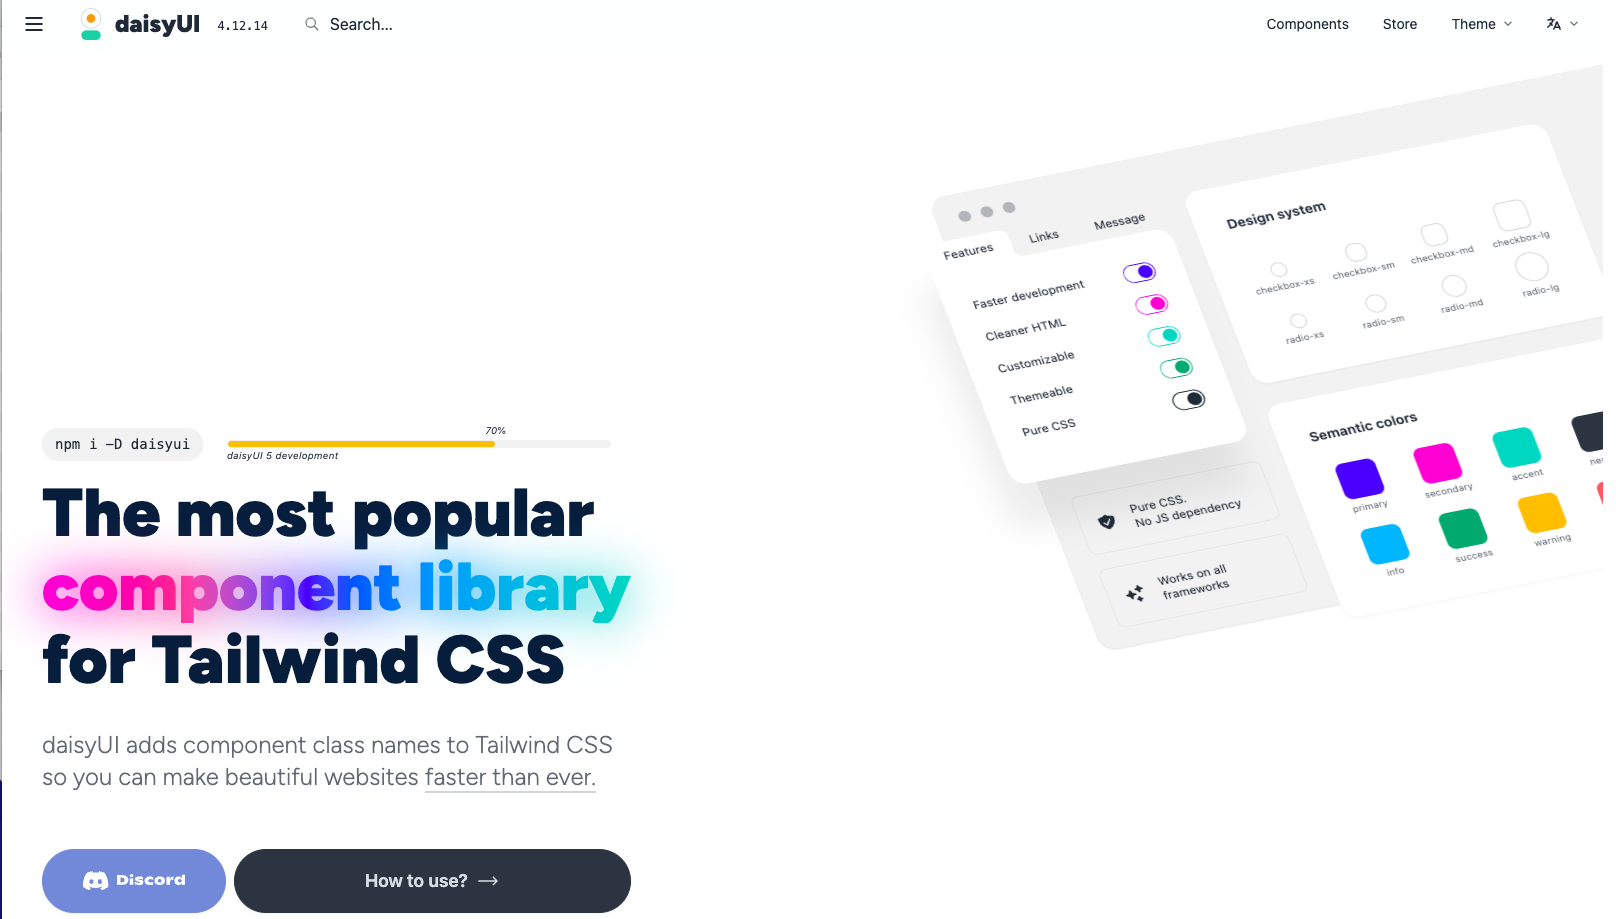 daisyUI 4.12.14 Search... Components Store Theme
Features Links Message
Faster development
Cleaner HTML
Customizable
Themeable
Pure CSS
Design system
checkbox-xs checkbox-sm checkbox-md checkbox-lg
radio-xs radio-sm radio-md radio-lg
Semantic colors
primary secondary accent
info success warning
Pure CSS.
No JS dependency
Works on all
frameworks
npm i -D daisyui
70%
daisyUI 5 development
The most popular
component library
for Tailwind CSS
daisyUI adds component class names to Tailwind CSS
so you can make beautiful websites faster than ever.
Discord How to use? →